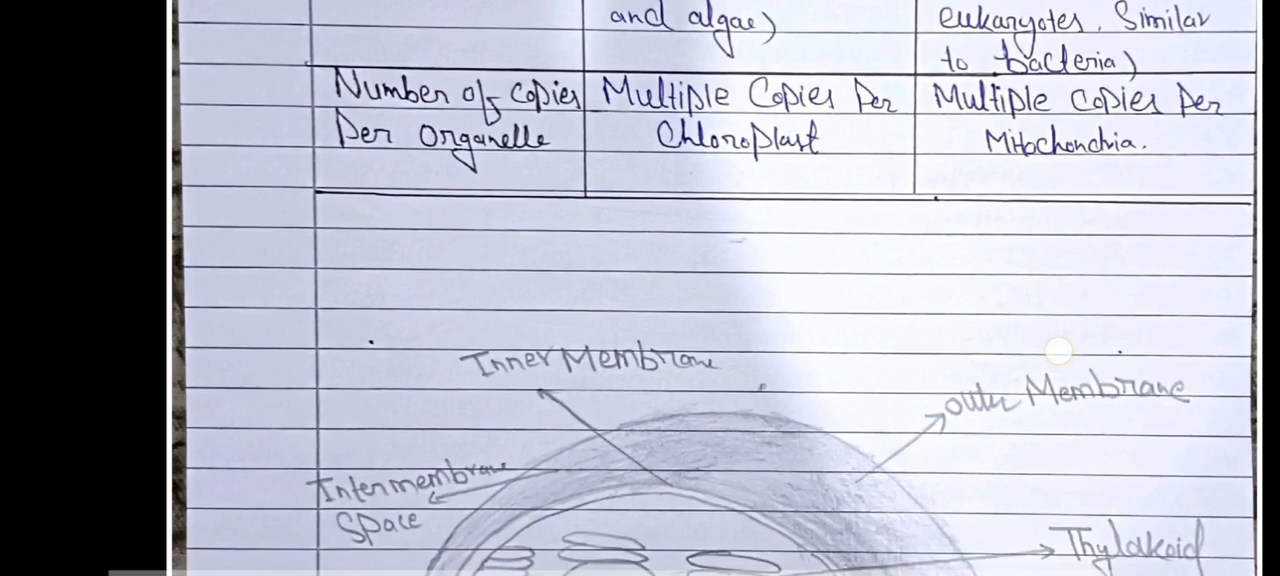 and algae)
eukaryotes. Similar
to bacteria)
Number of copies
Per Organelle
Multiple Copies Per
Chloroplast
Multiple Copies Per
Mitochondria.
Inner Membrane
outer Membrane
Intermembrane
Space
Thylakoid